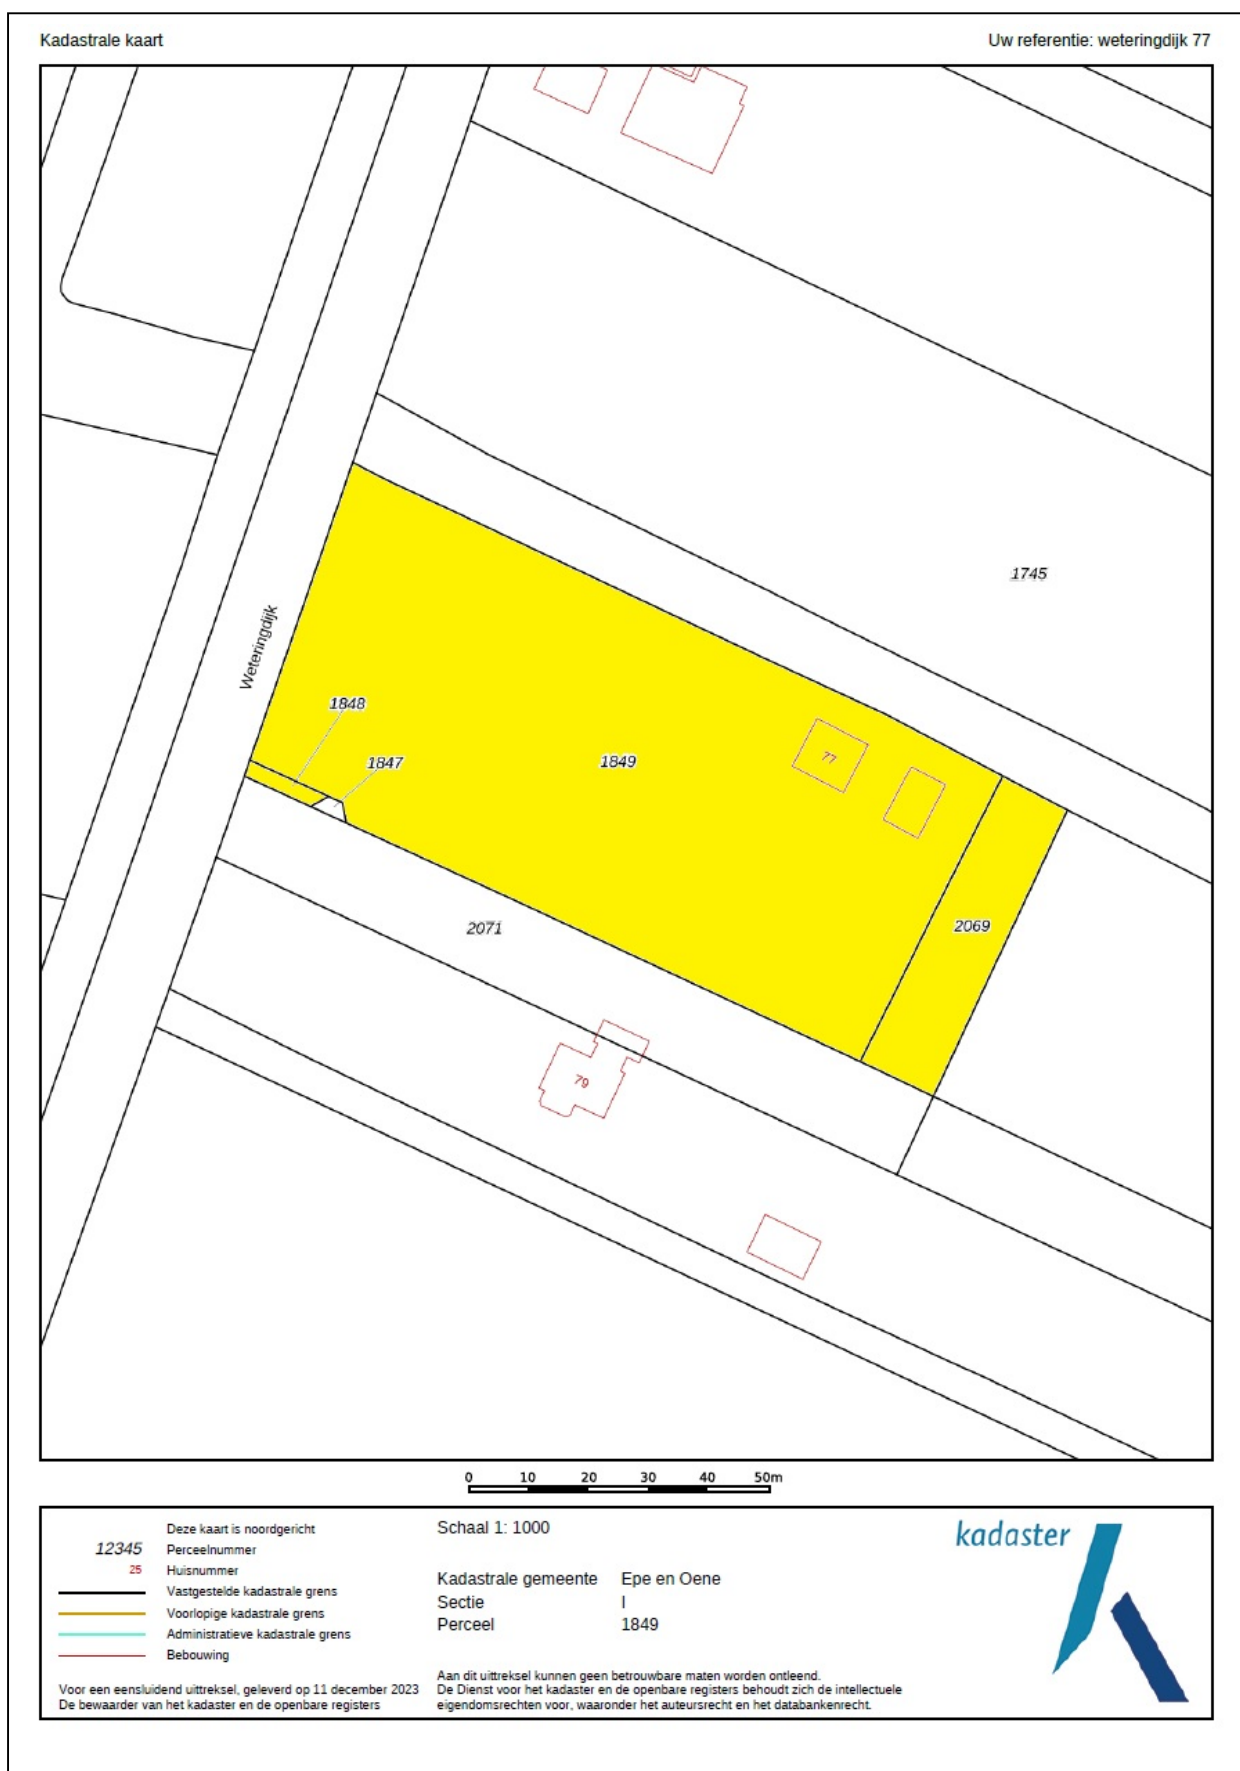 Kadastrale kaart
Uw referentie: weteringdijk 77
1745
Weteringdijk
1848
1847
1849
77
2071
2069
79
0 10 20 30 40 50m
Deze kaart is noordgericht
12345 Perceelnummer
25 Huisnummer
Vastgestelde kadastrale grens
Voorlopige kadastrale grens
Administratieve kadastrale grens
Bebouwing
Voor een eensluidend uittreksel, geleverd op 11 december 2023
De bewaarder van het kadaster en de openbare registers
Schaal 1: 1000
Kadastrale gemeente Epe en Oene
Sectie I
Perceel 1849
Aan dit uittreksel kunnen geen betrouwbare maten worden ontleend.
De Dienst voor het kadaster en de openbare registers behoudt zich de intellectuele
eigendomsrechten voor, waaronder het auteursrecht en het databankenrecht.
kadaster